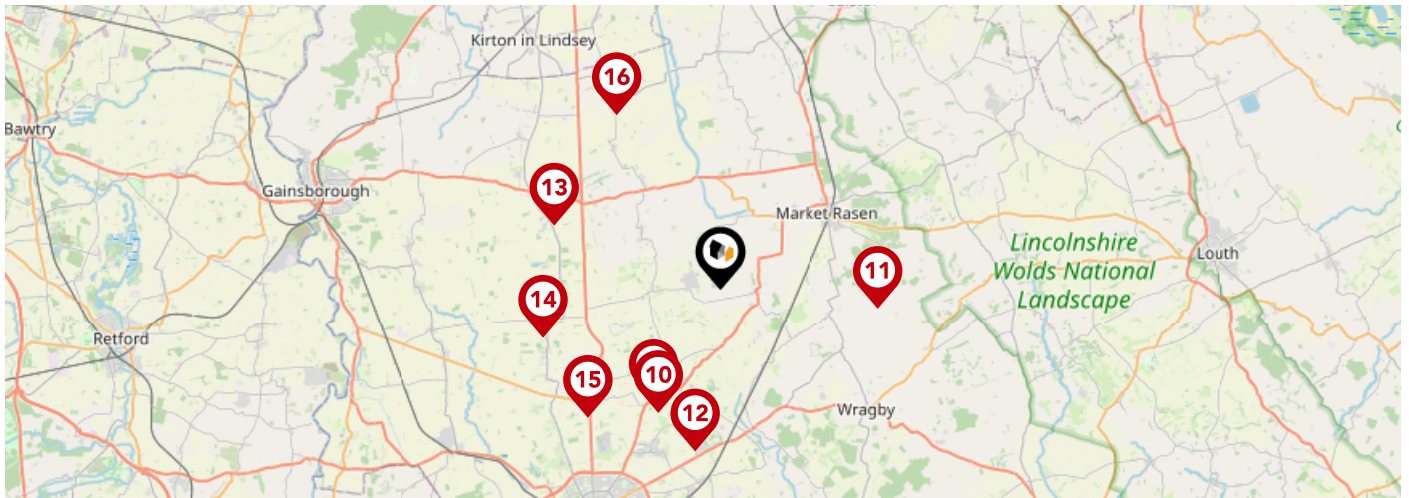 Kirton in Lindsey
16
Bawtry
Gainsborough
13
Market Rasen
11
Lincolnshire
Wolds National
Landscape
Louth
14
Retford
15
10
12
Wragby